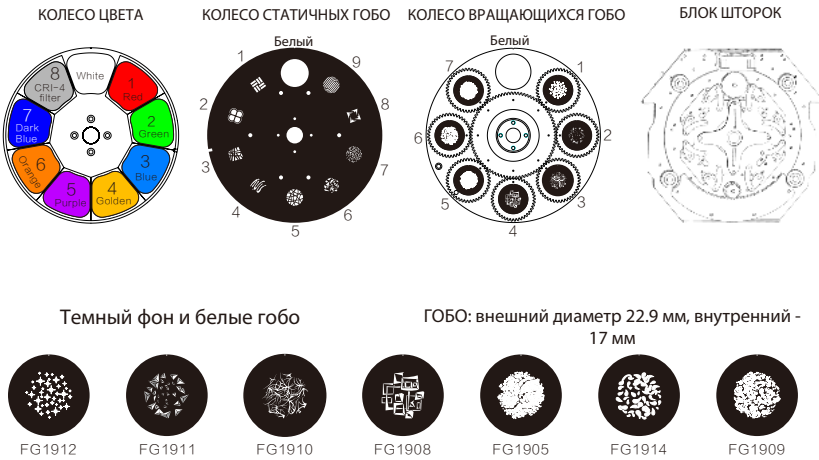 КОЛЕСО ЦВЕТА
КОЛЕСО СТАТИЧНЫХ ГОБО
КОЛЕСО ВРАЩАЮЩИХСЯ ГОБО
БЛОК ШТОРОК
White
1
Red
2
Green
3
Blue
4
Golden
5
Purple
6
Orange
7
Dark
Blue
8
CRI-4
filter
Белый
1
2
3
4
5
6
7
8
9
Белый
1
2
3
4
5
6
7
Темный фон и белые гобо
ГОБО: внешний диаметр 22.9 мм, внутренний -
17 мм
FG1912
FG1911
FG1910
FG1908
FG1905
FG1914
FG1909